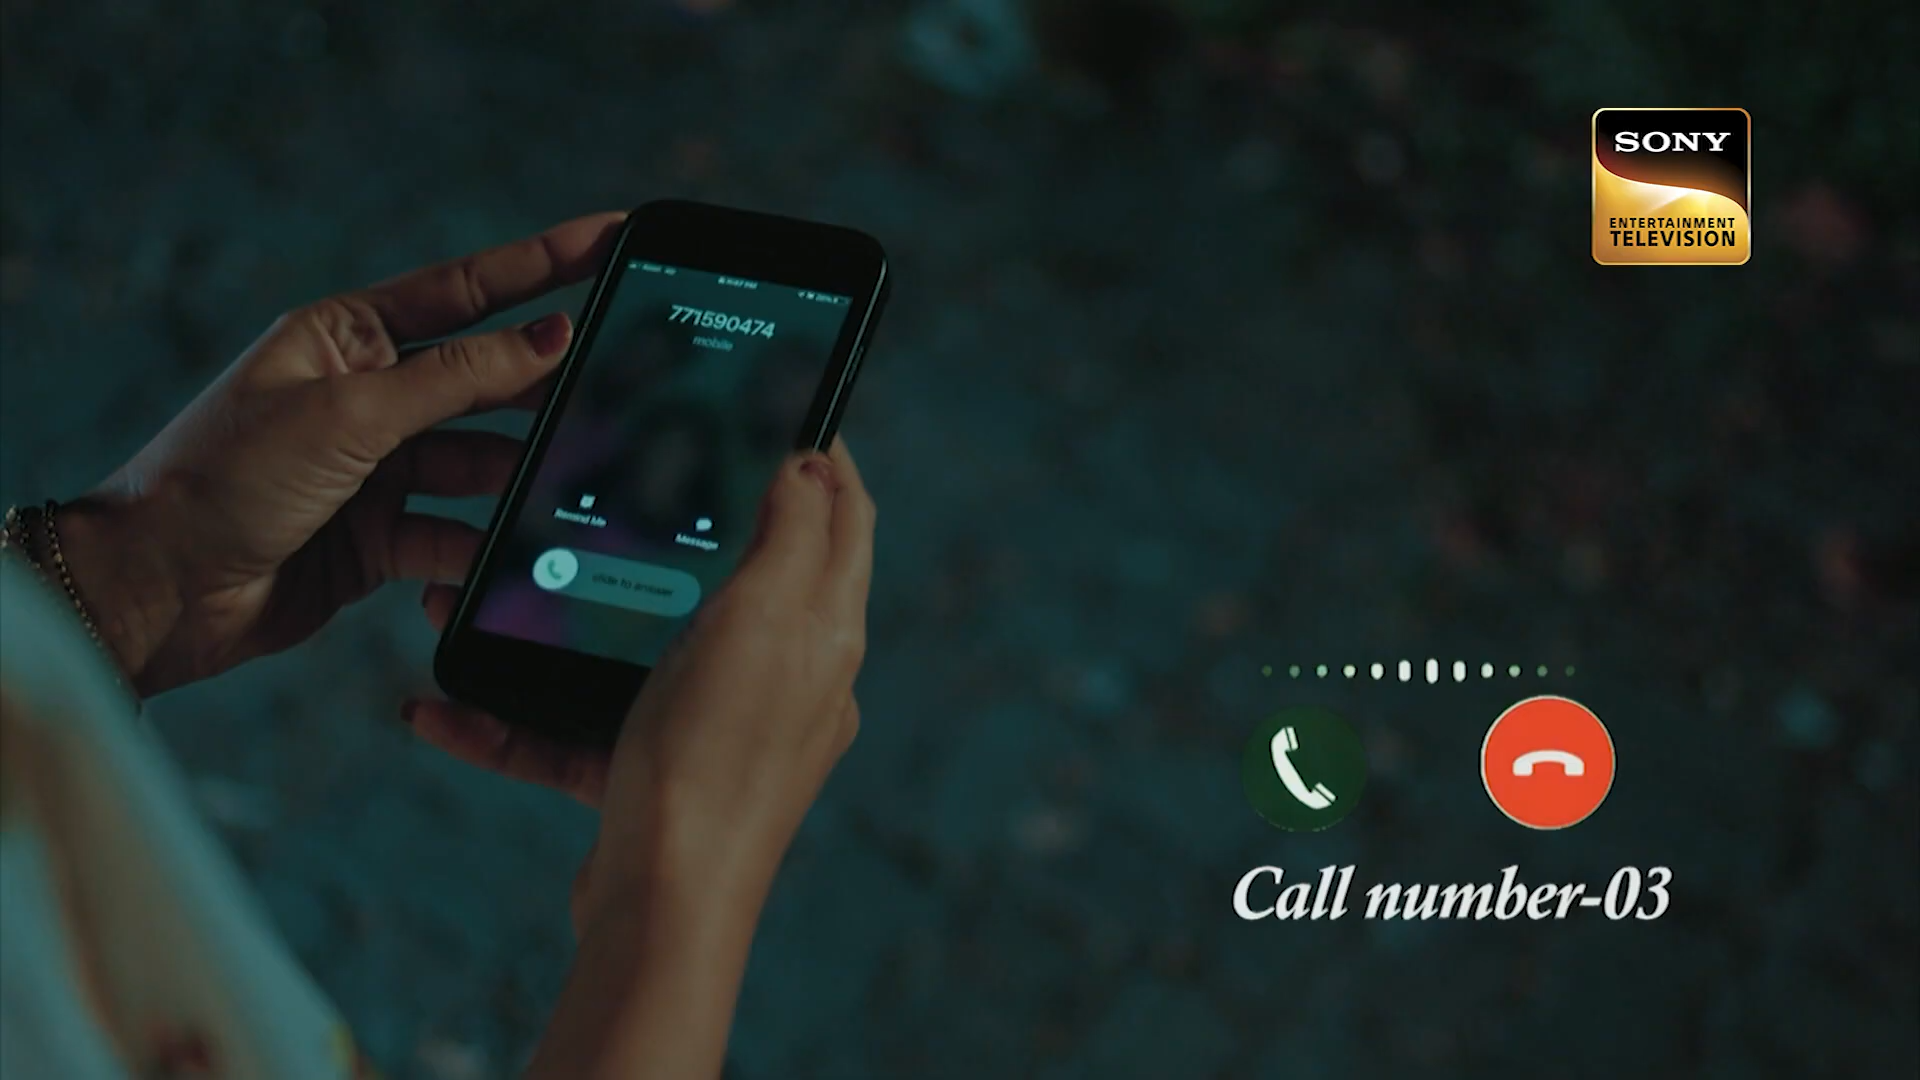 SONY
ENTERTAINMENT
TELEVISION
771590474
mobile
Remind Me
Message
slide to answer
Call number-03